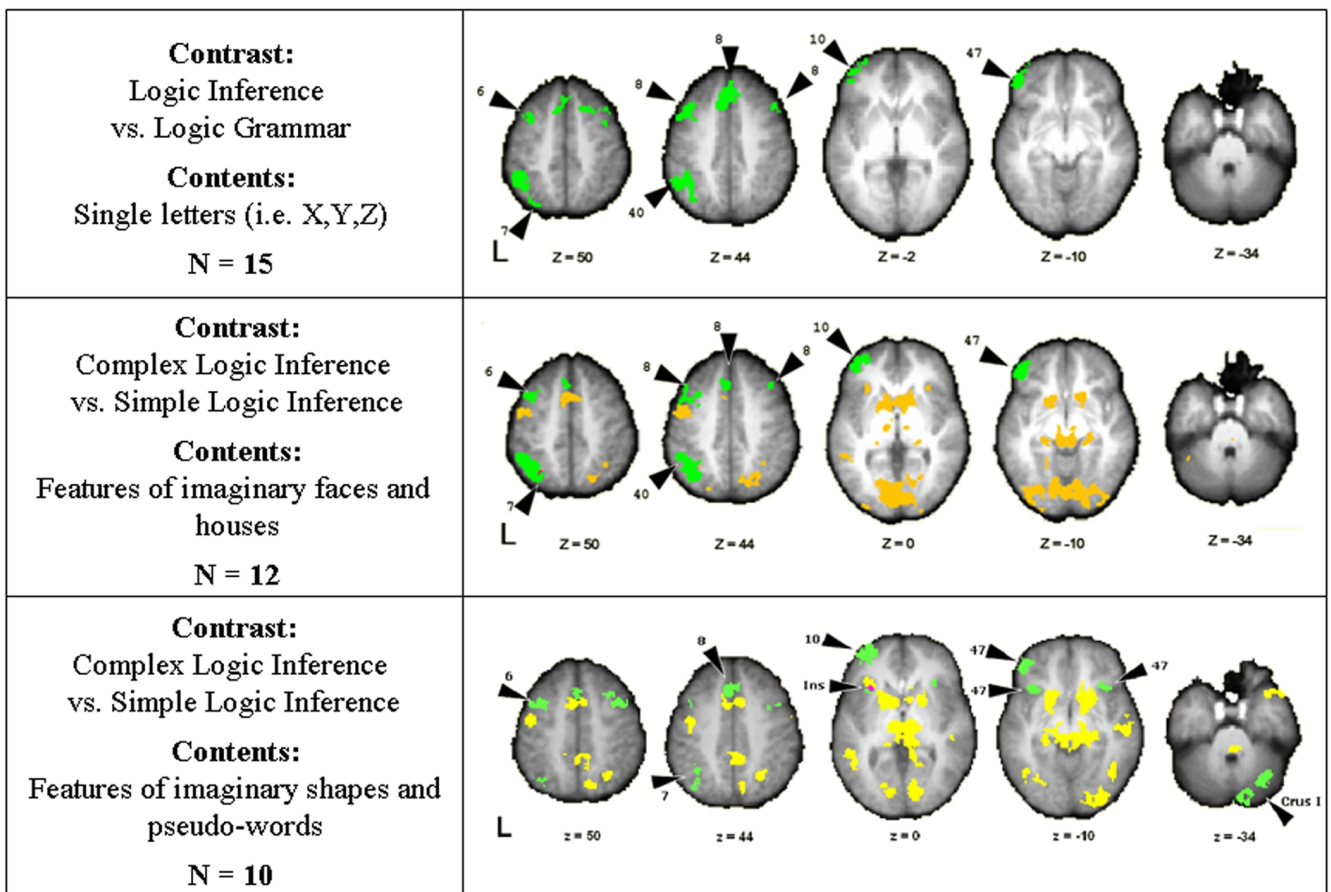 Contrast:
Logic Inference
vs. Logic Grammar
Contents:
Single letters (i.e. X,Y,Z)
N = 15
6
7
8
8
8
40
10
47
L
Z = 50
Z = 44
Z = -2
Z = -10
Z = -34
Contrast:
Complex Logic Inference
vs. Simple Logic Inference
Contents:
Features of imaginary faces and
houses
N = 12
6
7
8
8
8
40
10
47
L
Z = 50
Z = 44
Z = 0
Z = -10
Z = -34
Contrast:
Complex Logic Inference
vs. Simple Logic Inference
Contents:
Features of imaginary shapes and
pseudo-words
N = 10
6
8
7
10
Ins
47
47
47
Crus I
L
z = 50
z = 44
z = 0
z = -10
z = -34